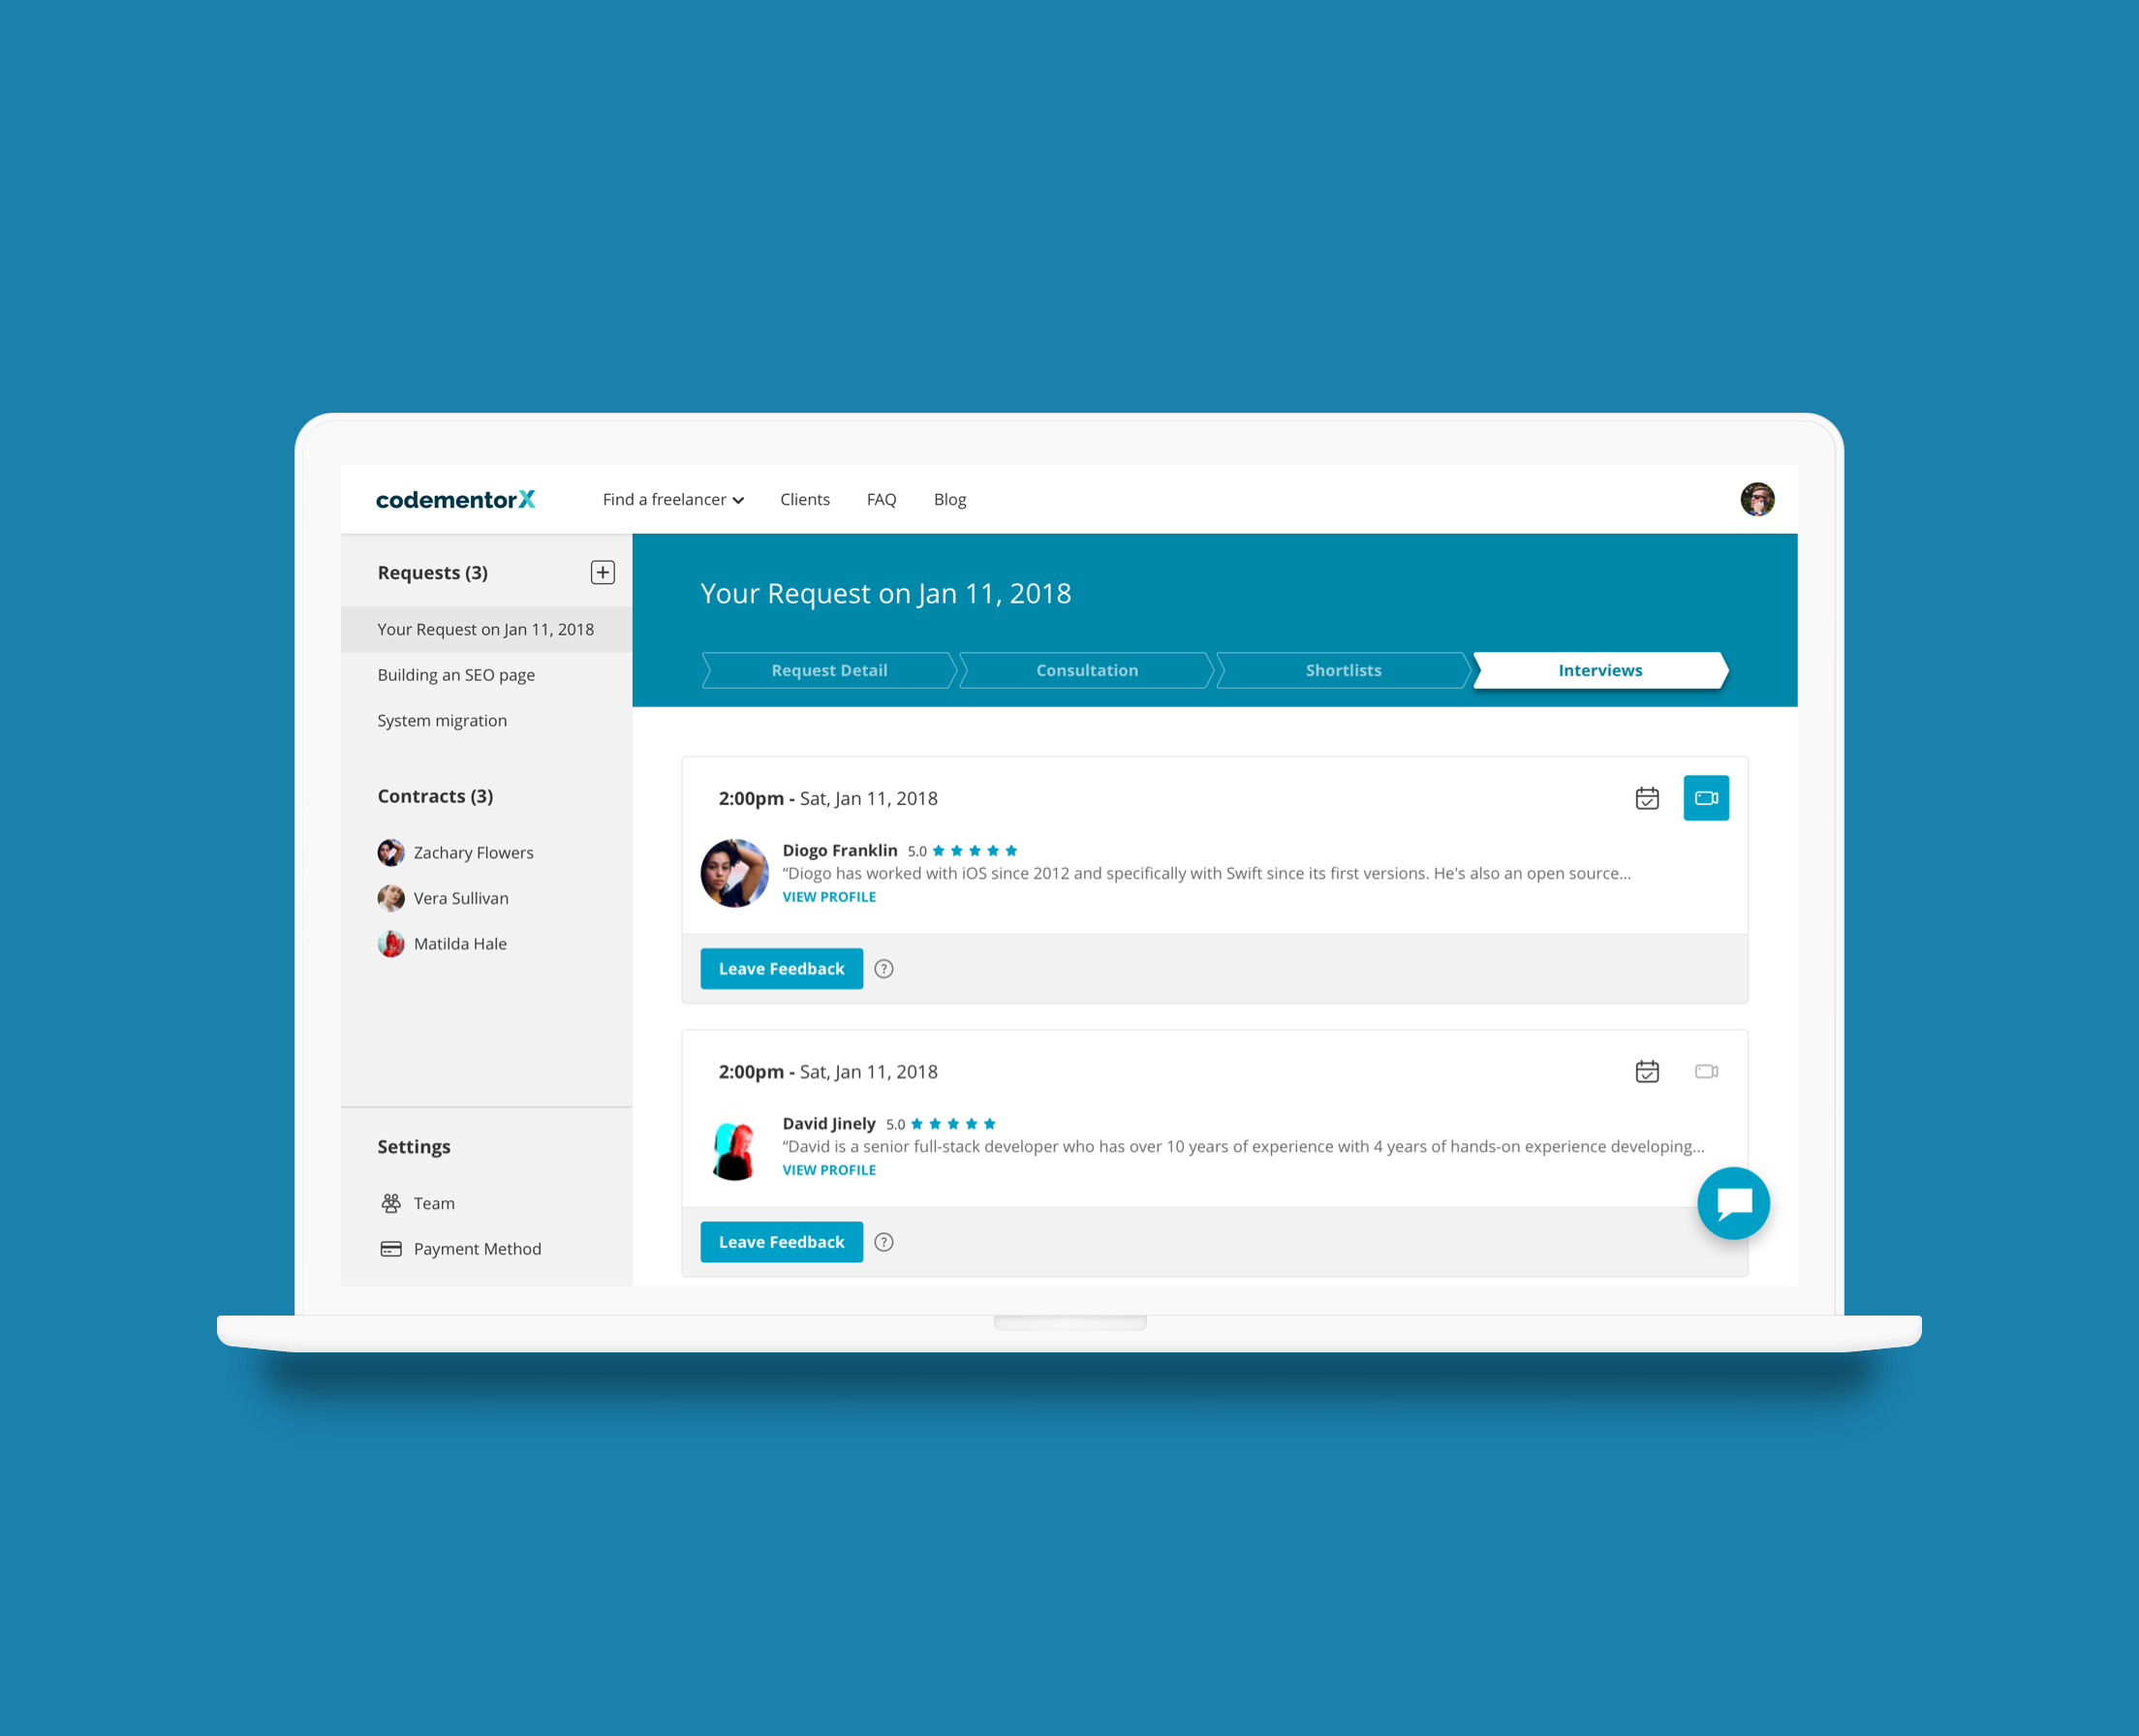 codementorX
Find a freelancer
Clients
FAQ
Blog
Requests (3)
Your Request on Jan 11, 2018
Building an SEO page
System migration
Contracts (3)
Zachary Flowers
Vera Sullivan
Matilda Hale
Settings
Team
Payment Method
Your Request on Jan 11, 2018
Request Detail
Consultation
Shortlists
Interviews
2:00pm - Sat, Jan 11, 2018
Diogo Franklin 5.0
“Diogo has worked with iOS since 2012 and specifically with Swift since its first versions. He's also an open source...
VIEW PROFILE
Leave Feedback ?
2:00pm - Sat, Jan 11, 2018
David Jinely 5.0
“David is a senior full-stack developer who has over 10 years of experience with 4 years of hands-on experience developing...
VIEW PROFILE
Leave Feedback ?